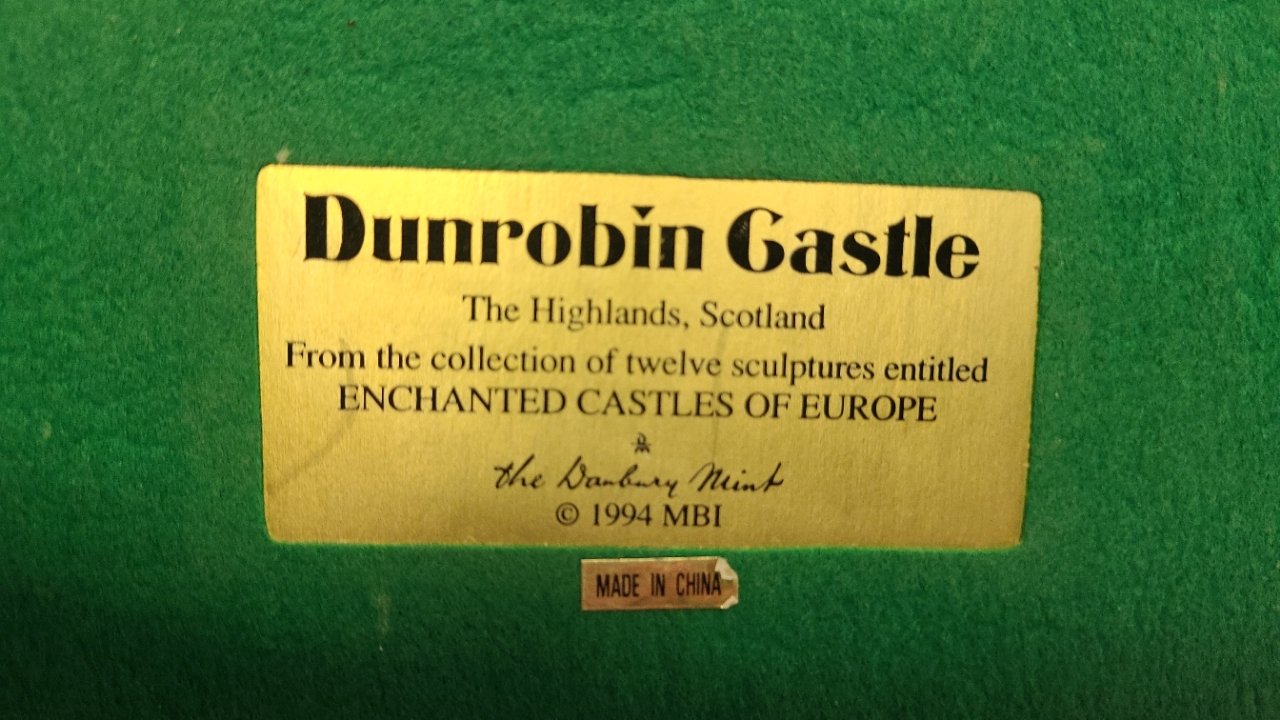 Dunrobin Castle
The Highlands, Scotland
From the collection of twelve sculptures entitled
ENCHANTED CASTLES OF EUROPE
the Danbury Mint
© 1994 MBI
MADE IN CHINA